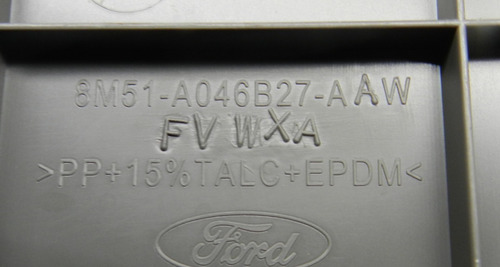 8M51-A046B27-AAW
FVWXA
>PP+15%TALC+EPDM<
Ford